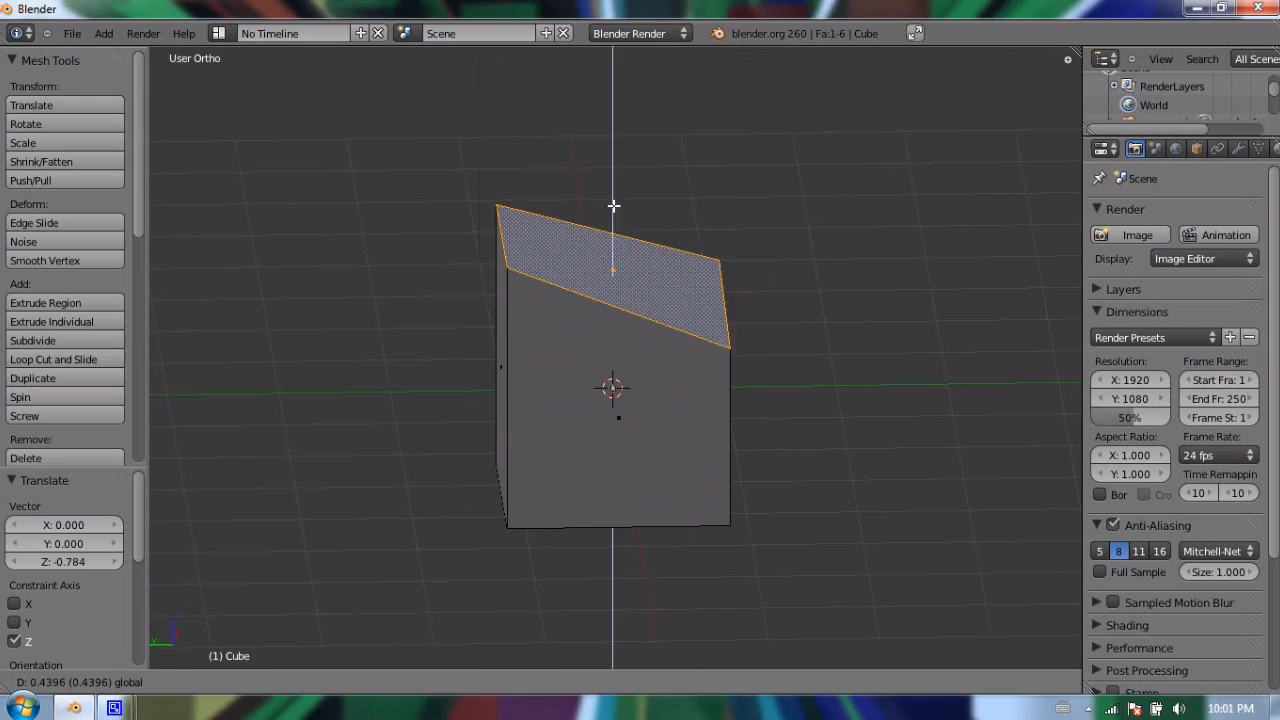 Blender
File Add Render Help No Timeline Scene Blender Render blender.org 260 | Fa:1-6 | Cube
Mesh Tools
Transform:
Translate
Rotate
Scale
Shrink/Fatten
Push/Pull
Deform:
Edge Slide
Noise
Smooth Vertex
Add:
Extrude Region
Extrude Individual
Subdivide
Loop Cut and Slide
Duplicate
Spin
Screw
Remove:
Delete
Translate
Vector
X: 0.000
Y: 0.000
Z: -0.784
Constraint Axis
X
Y
Z
Orientation
User Ortho
Y
(1) Cube
D: 0.4396 (0.4396) global
View Search All Scene
RenderLayers
World
Scene
Render
Image Animation
Display: Image Editor
Layers
Dimensions
Render Presets
Resolution: Frame Range:
X: 1920 Start Fra: 1
Y: 1080 End Fr: 250
50% Frame St: 1
Aspect Ratio: Frame Rate:
X: 1.000 24 fps
Y: 1.000 Time Remappin
Bor Cro 10 10
Anti-Aliasing
5 8 11 16 Mitchell-Net
Full Sample Size: 1.000
Sampled Motion Blur
Shading
Performance
Post Processing
Stamp
10:01 PM